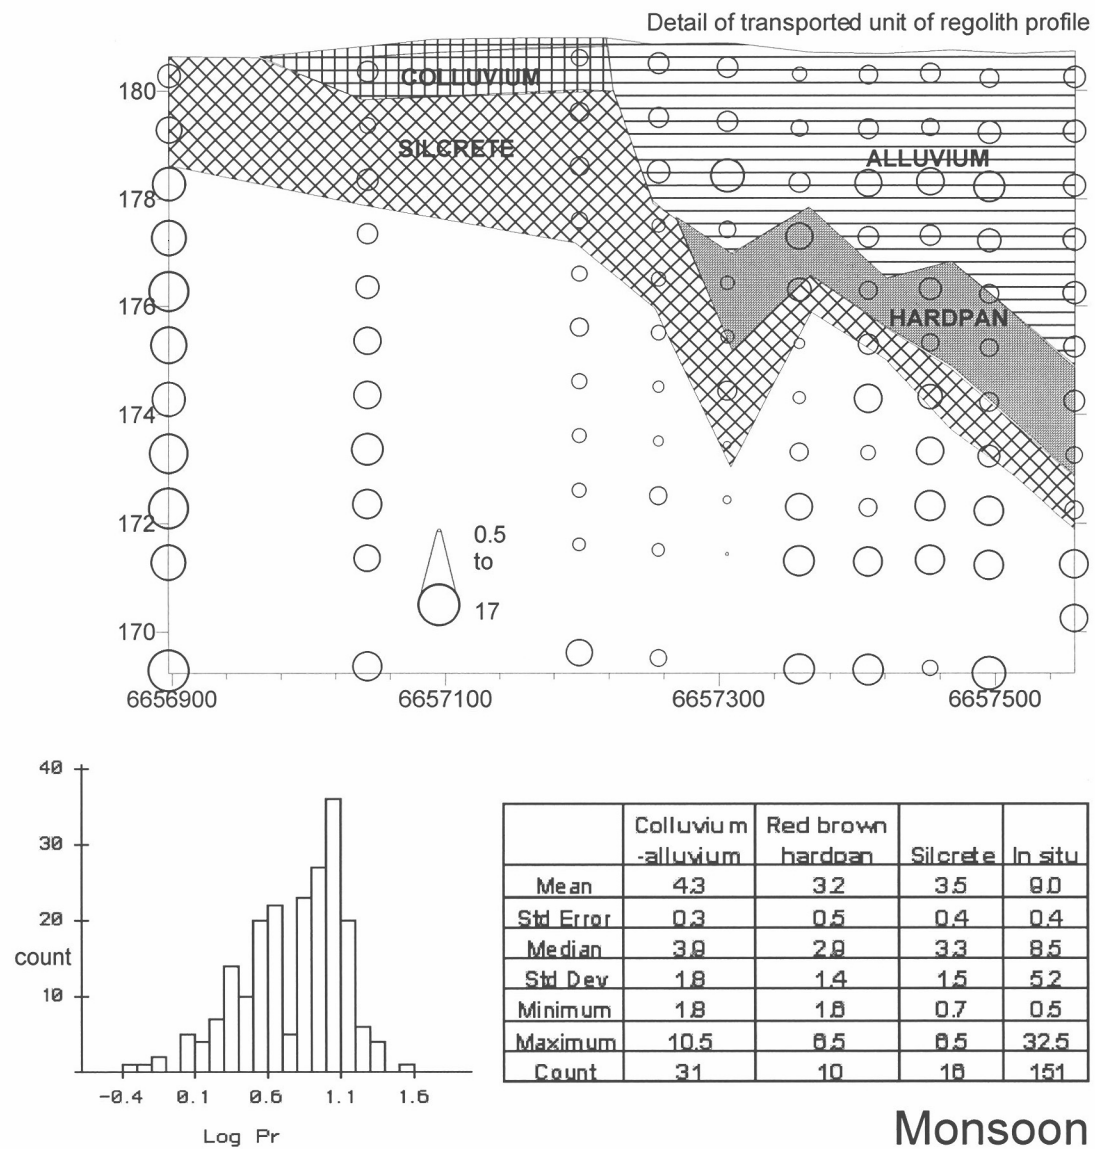 Detail of transported unit of regolith profile
180
178
176
174
172
170
COLLUVIUM
SILCRETE
ALLUVIUM
HARDPAN
0.5
to
17
6656900 6657100 6657300 6657500
40
30
20
10
count
-0.4 0.1 0.6 1.1 1.6
Log Pr
Colluvium Red brown
-alluvium hardpan Silcrete In situ
Mean 4.3 3.2 3.5 9.0
Std Error 0.3 0.5 0.4 0.4
Median 3.9 2.9 3.3 8.5
Std Dev 1.8 1.4 1.5 5.2
Minimum 1.8 1.6 0.7 0.5
Maximum 10.5 6.5 6.5 32.5
Count 31 10 16 151
Monsoon